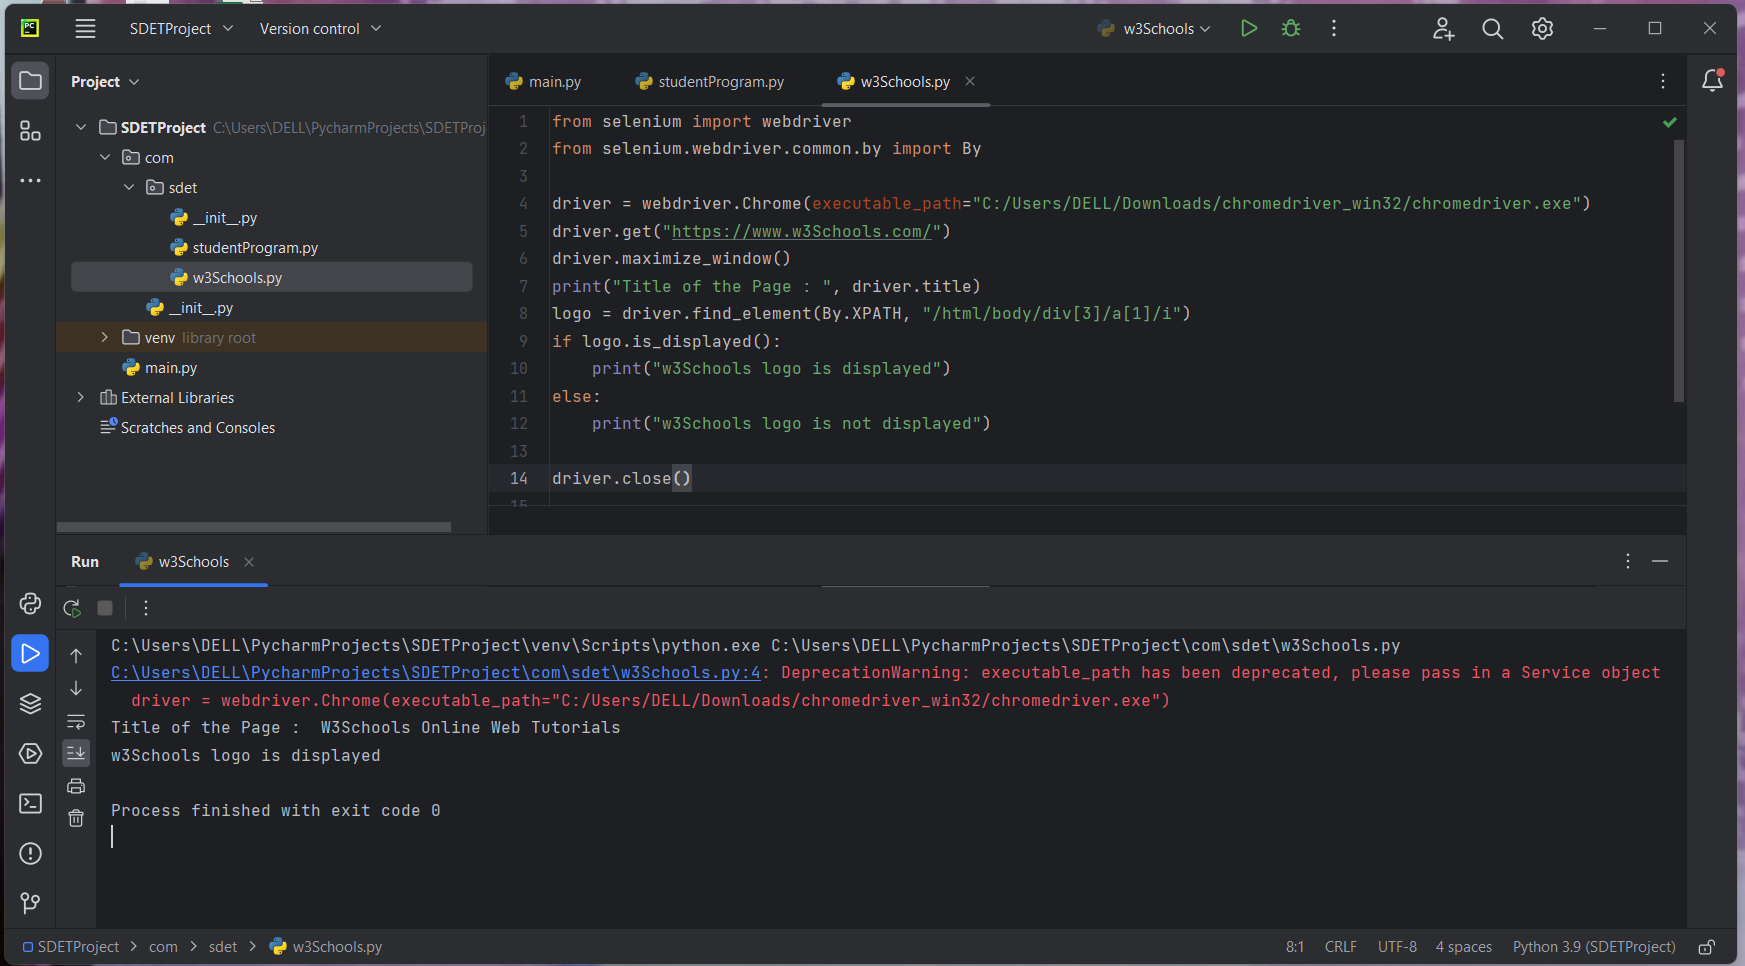 PC
SDETProject
Version control
w3Schools
Project
main.py
studentProgram.py
w3Schools.py
SDETProject C:\Users\DELL\PycharmProjects\SDETProj
com
sdet
__init__.py
studentProgram.py
w3Schools.py
__init__.py
venv library root
main.py
External Libraries
Scratches and Consoles
1 from selenium import webdriver
2 from selenium.webdriver.common.by import By
3
4 driver = webdriver.Chrome(executable_path="C:/Users/DELL/Downloads/chromedriver_win32/chromedriver.exe")
5 driver.get("https://www.w3Schools.com/")
6 driver.maximize_window()
7 print("Title of the Page : ", driver.title)
8 logo = driver.find_element(By.XPATH, "/html/body/div[3]/a[1]/i")
9 if logo.is_displayed():
10     print("w3Schools logo is displayed")
11 else:
12     print("w3Schools logo is not displayed")
13
14 driver.close()
15
Run
w3Schools
C:\Users\DELL\PycharmProjects\SDETProject\venv\Scripts\python.exe C:\Users\DELL\PycharmProjects\SDETProject\com\sdet\w3Schools.py
C:\Users\DELL\PycharmProjects\SDETProject\com\sdet\w3Schools.py:4: DeprecationWarning: executable_path has been deprecated, please pass in a Service object
  driver = webdriver.Chrome(executable_path="C:/Users/DELL/Downloads/chromedriver_win32/chromedriver.exe")
Title of the Page :  W3Schools Online Web Tutorials
w3Schools logo is displayed
Process finished with exit code 0
SDETProject > com > sdet > w3Schools.py
8:1 CRLF UTF-8 4 spaces Python 3.9 (SDETProject)